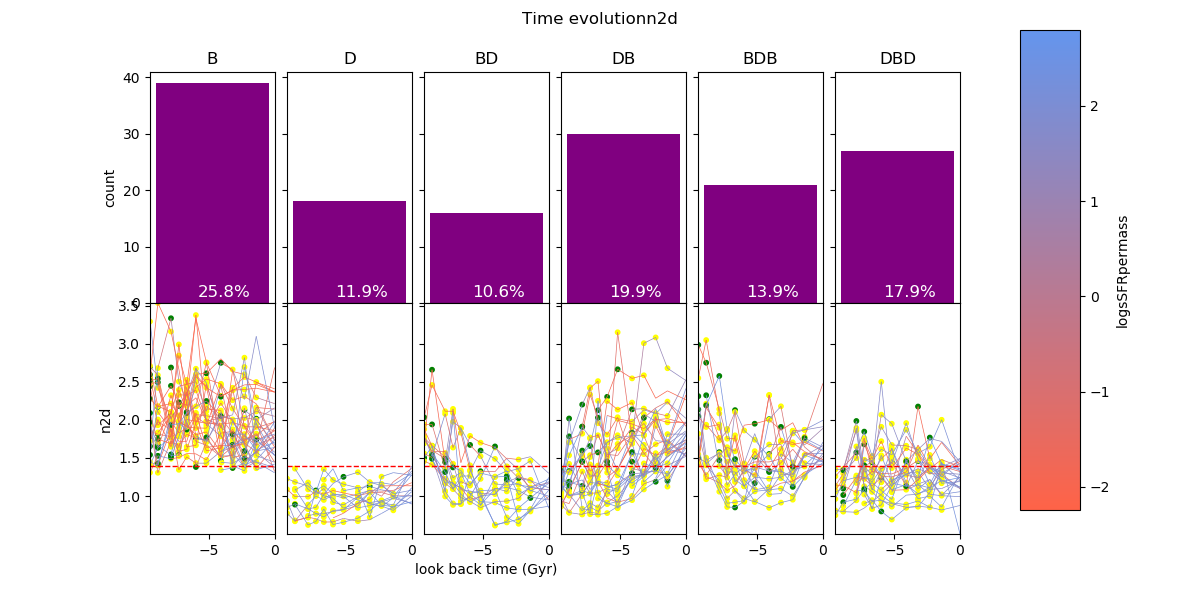 Time evolutionn2d
B D BD DB BDB DBD
40
30
20
10
0
count
25.8% 11.9% 10.6% 19.9% 13.9% 17.9%
3.5
3.0
2.5
2.0
1.5
1.0
n2d
−5 0 −5 0 −5 0 −5 0 −5 0 −5 0
look back time (Gyr)
2
1
0
−1
−2
logsSFRpermass